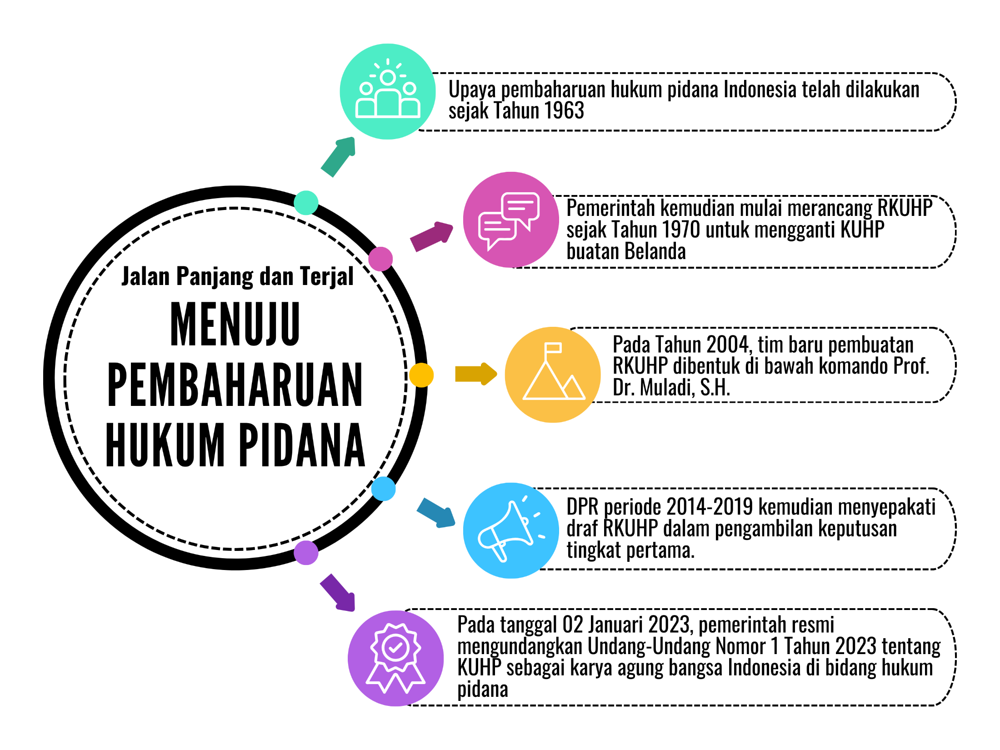 Jalan Panjang dan Terjal
MENUJU
PEMBAHARUAN
HUKUM PIDANA
Upaya pembaharuan hukum pidana Indonesia telah dilakukan
sejak Tahun 1963
Pemerintah kemudian mulai merancang RKUHP
sejak Tahun 1970 untuk mengganti KUHP
buatan Belanda
Pada Tahun 2004, tim baru pembuatan
RKUHP dibentuk di bawah komando Prof.
Dr. Muladi, S.H.
DPR periode 2014-2019 kemudian menyepakati
draf RKUHP dalam pengambilan keputusan
tingkat pertama.
Pada tanggal 02 Januari 2023, pemerintah resmi
mengundangkan Undang-Undang Nomor 1 Tahun 2023 tentang
KUHP sebagai karya agung bangsa Indonesia di bidang hukum
pidana